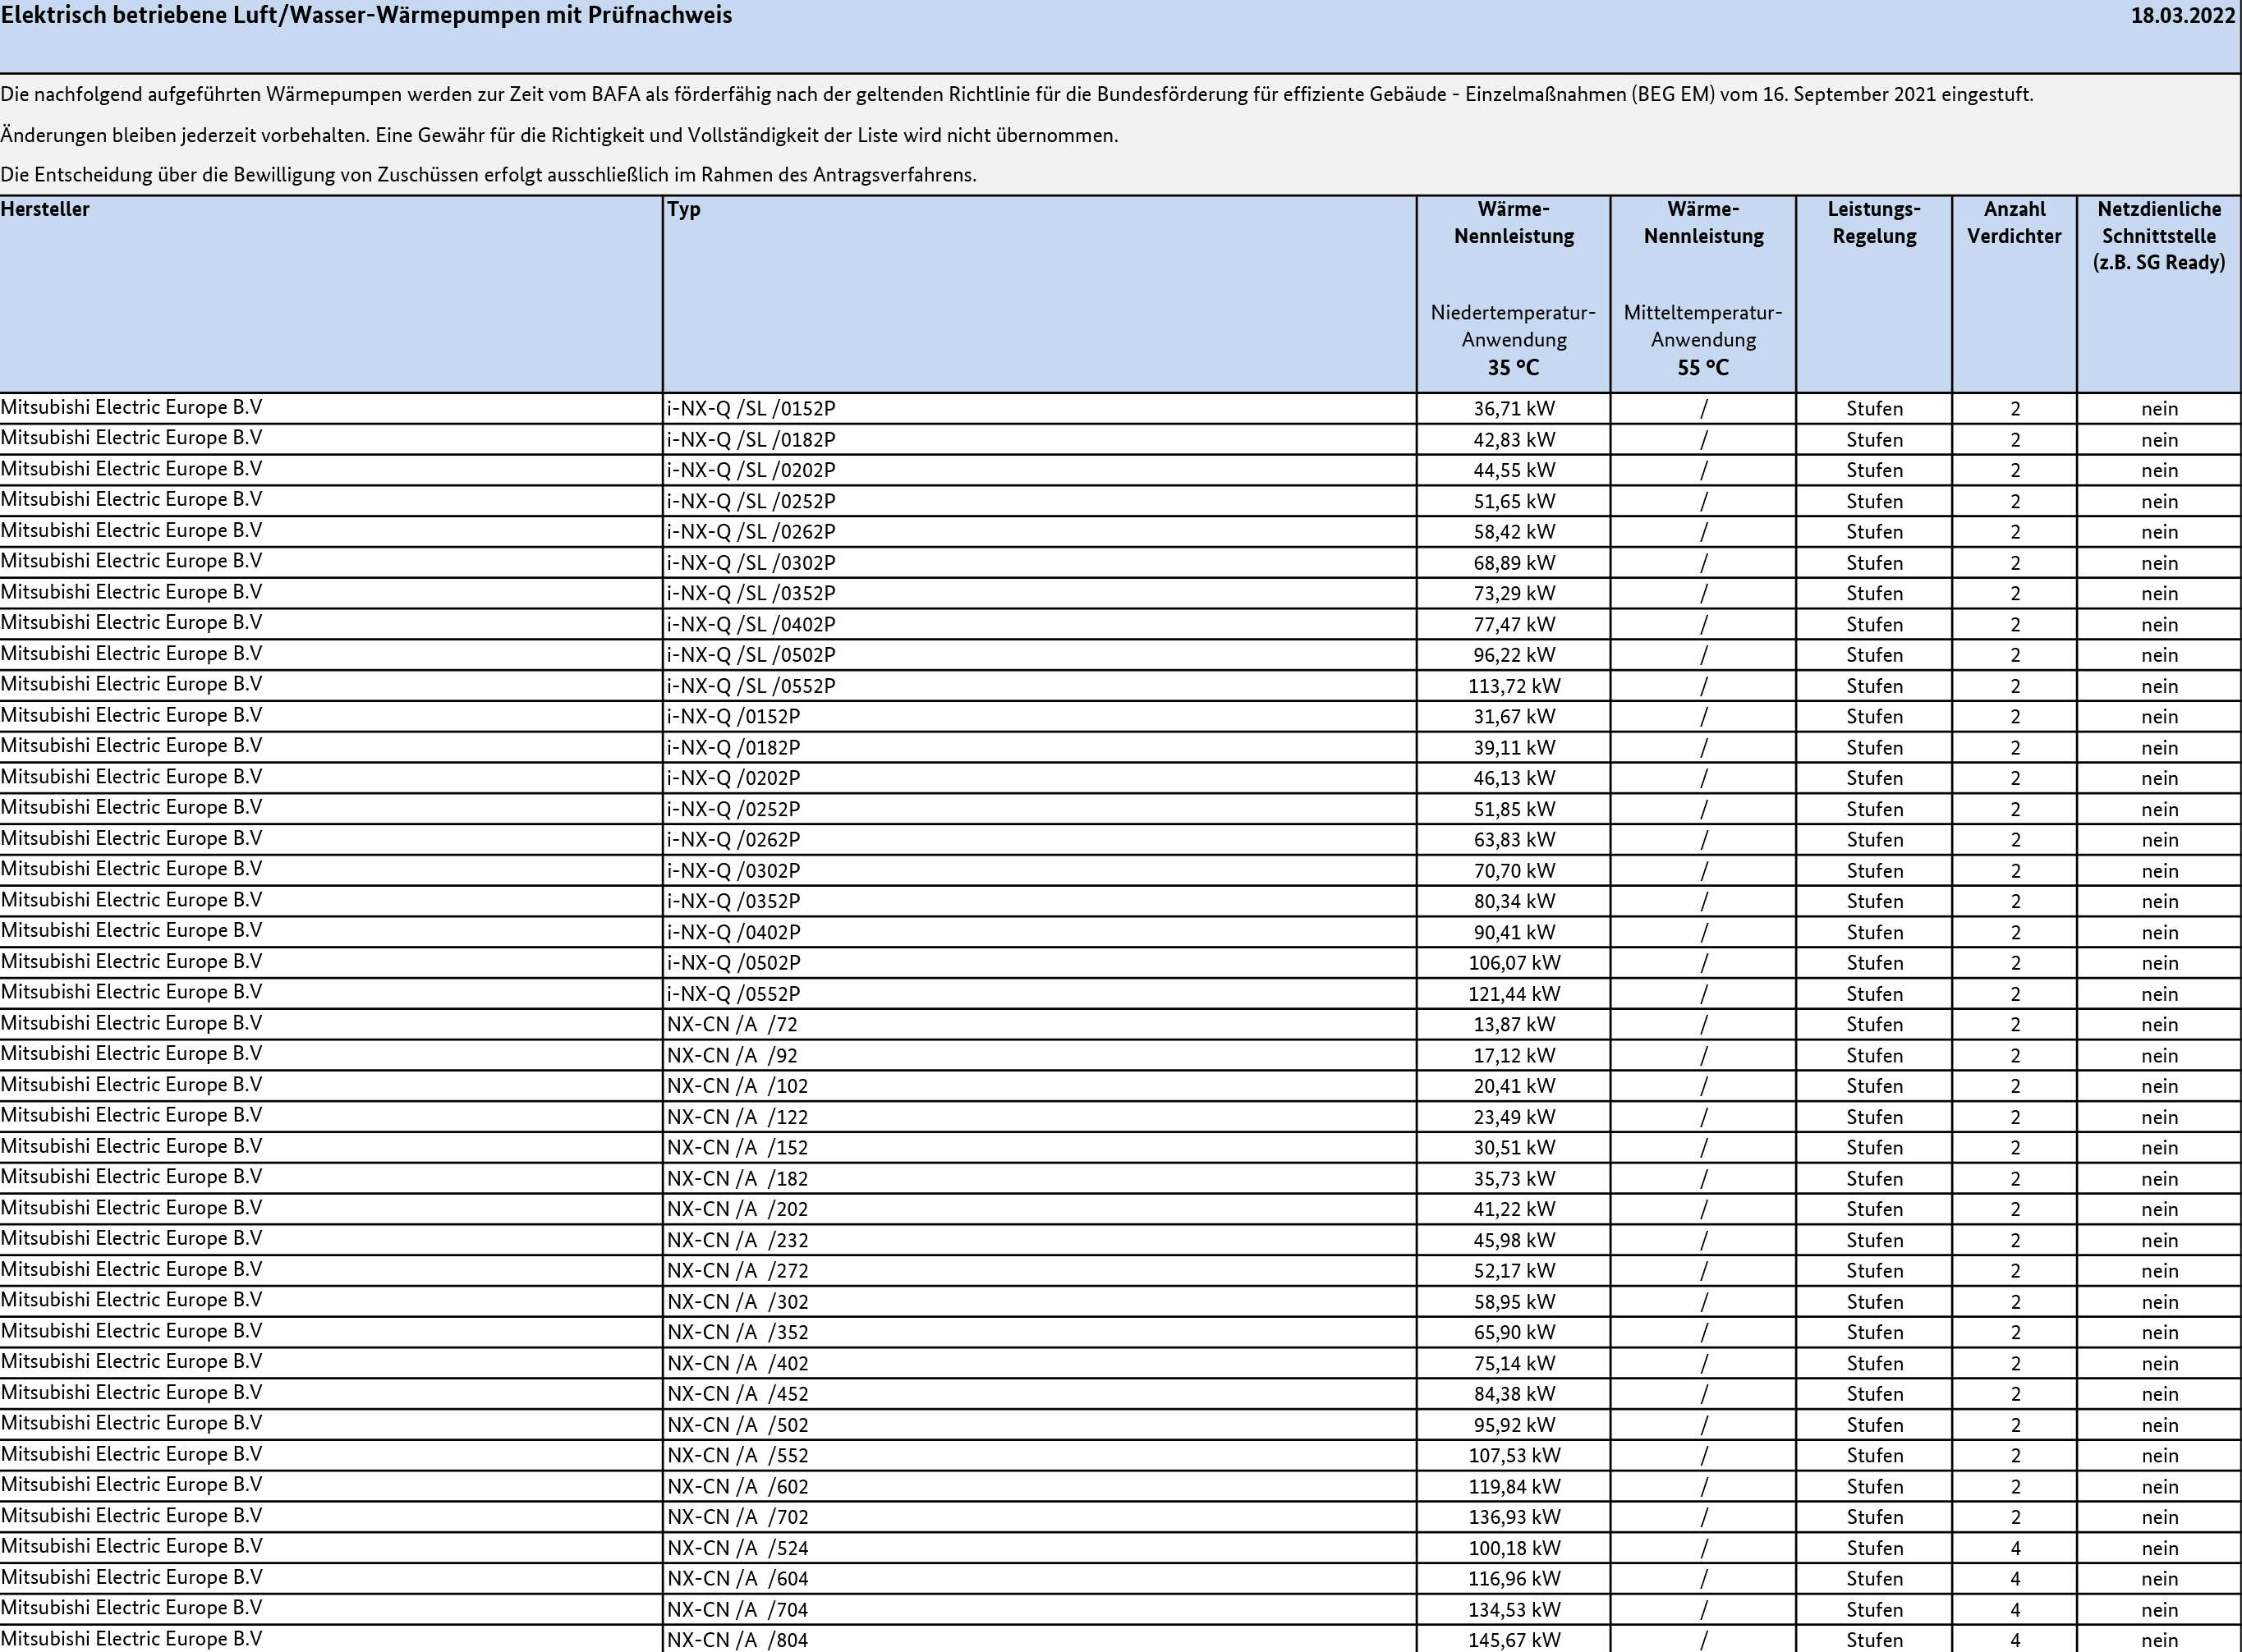 Elektrisch betriebene Luft/Wasser-Wärmepumpen mit Prüfnachweis 18.03.2022
Die nachfolgend aufgeführten Wärmepumpen werden zur Zeit vom BAFA als förderfähig nach der geltenden Richtlinie für die Bundesförderung für effiziente Gebäude - Einzelmaßnahmen (BEG EM) vom 16. September 2021 eingestuft.
Änderungen bleiben jederzeit vorbehalten. Eine Gewähr für die Richtigkeit und Vollständigkeit der Liste wird nicht übernommen.
Die Entscheidung über die Bewilligung von Zuschüssen erfolgt ausschließlich im Rahmen des Antragsverfahrens.
Hersteller Typ Wärme- Wärme- Leistungs- Anzahl Netzdienliche
Nennleistung Nennleistung Regelung Verdichter Schnittstelle
(z.B. SG Ready)
Niedertemperatur- Mitteltemperatur-
Anwendung Anwendung
35 °C 55 °C
Mitsubishi Electric Europe B.V i-NX-Q /SL /0152P 36,71 kW / Stufen 2 nein
Mitsubishi Electric Europe B.V i-NX-Q /SL /0182P 42,83 kW / Stufen 2 nein
Mitsubishi Electric Europe B.V i-NX-Q /SL /0202P 44,55 kW / Stufen 2 nein
Mitsubishi Electric Europe B.V i-NX-Q /SL /0252P 51,65 kW / Stufen 2 nein
Mitsubishi Electric Europe B.V i-NX-Q /SL /0262P 58,42 kW / Stufen 2 nein
Mitsubishi Electric Europe B.V i-NX-Q /SL /0302P 68,89 kW / Stufen 2 nein
Mitsubishi Electric Europe B.V i-NX-Q /SL /0352P 73,29 kW / Stufen 2 nein
Mitsubishi Electric Europe B.V i-NX-Q /SL /0402P 77,47 kW / Stufen 2 nein
Mitsubishi Electric Europe B.V i-NX-Q /SL /0502P 96,22 kW / Stufen 2 nein
Mitsubishi Electric Europe B.V i-NX-Q /SL /0552P 113,72 kW / Stufen 2 nein
Mitsubishi Electric Europe B.V i-NX-Q /0152P 31,67 kW / Stufen 2 nein
Mitsubishi Electric Europe B.V i-NX-Q /0182P 39,11 kW / Stufen 2 nein
Mitsubishi Electric Europe B.V i-NX-Q /0202P 46,13 kW / Stufen 2 nein
Mitsubishi Electric Europe B.V i-NX-Q /0252P 51,85 kW / Stufen 2 nein
Mitsubishi Electric Europe B.V i-NX-Q /0262P 63,83 kW / Stufen 2 nein
Mitsubishi Electric Europe B.V i-NX-Q /0302P 70,70 kW / Stufen 2 nein
Mitsubishi Electric Europe B.V i-NX-Q /0352P 80,34 kW / Stufen 2 nein
Mitsubishi Electric Europe B.V i-NX-Q /0402P 90,41 kW / Stufen 2 nein
Mitsubishi Electric Europe B.V i-NX-Q /0502P 106,07 kW / Stufen 2 nein
Mitsubishi Electric Europe B.V i-NX-Q /0552P 121,44 kW / Stufen 2 nein
Mitsubishi Electric Europe B.V NX-CN /A /72 13,87 kW / Stufen 2 nein
Mitsubishi Electric Europe B.V NX-CN /A /92 17,12 kW / Stufen 2 nein
Mitsubishi Electric Europe B.V NX-CN /A /102 20,41 kW / Stufen 2 nein
Mitsubishi Electric Europe B.V NX-CN /A /122 23,49 kW / Stufen 2 nein
Mitsubishi Electric Europe B.V NX-CN /A /152 30,51 kW / Stufen 2 nein
Mitsubishi Electric Europe B.V NX-CN /A /182 35,73 kW / Stufen 2 nein
Mitsubishi Electric Europe B.V NX-CN /A /202 41,22 kW / Stufen 2 nein
Mitsubishi Electric Europe B.V NX-CN /A /232 45,98 kW / Stufen 2 nein
Mitsubishi Electric Europe B.V NX-CN /A /272 52,17 kW / Stufen 2 nein
Mitsubishi Electric Europe B.V NX-CN /A /302 58,95 kW / Stufen 2 nein
Mitsubishi Electric Europe B.V NX-CN /A /352 65,90 kW / Stufen 2 nein
Mitsubishi Electric Europe B.V NX-CN /A /402 75,14 kW / Stufen 2 nein
Mitsubishi Electric Europe B.V NX-CN /A /452 84,38 kW / Stufen 2 nein
Mitsubishi Electric Europe B.V NX-CN /A /502 95,92 kW / Stufen 2 nein
Mitsubishi Electric Europe B.V NX-CN /A /552 107,53 kW / Stufen 2 nein
Mitsubishi Electric Europe B.V NX-CN /A /602 119,84 kW / Stufen 2 nein
Mitsubishi Electric Europe B.V NX-CN /A /702 136,93 kW / Stufen 2 nein
Mitsubishi Electric Europe B.V NX-CN /A /524 100,18 kW / Stufen 4 nein
Mitsubishi Electric Europe B.V NX-CN /A /604 116,96 kW / Stufen 4 nein
Mitsubishi Electric Europe B.V NX-CN /A /704 134,53 kW / Stufen 4 nein
Mitsubishi Electric Europe B.V NX-CN /A /804 145,67 kW / Stufen 4 nein